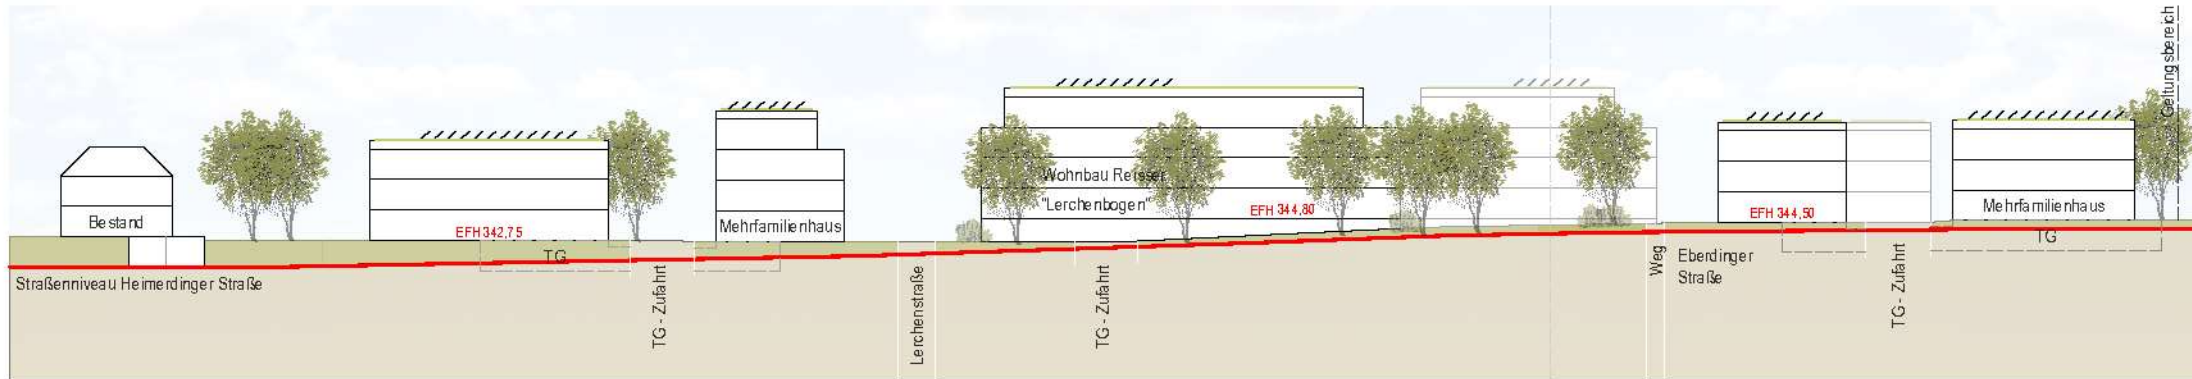 Geltungsbereich
Bestand
EFH 342,75
TG
Mehrfamilienhaus
Wohnbau Reisser
"Lerchenbogen"
EFH 344,80
EFH 344,50
Mehrfamilienhaus
TG
Straßenniveau Heimerdinger Straße
TG - Zufahrt
Lerchenstraße
TG - Zufahrt
Weg
Eberdinger
Straße
TG - Zufahrt